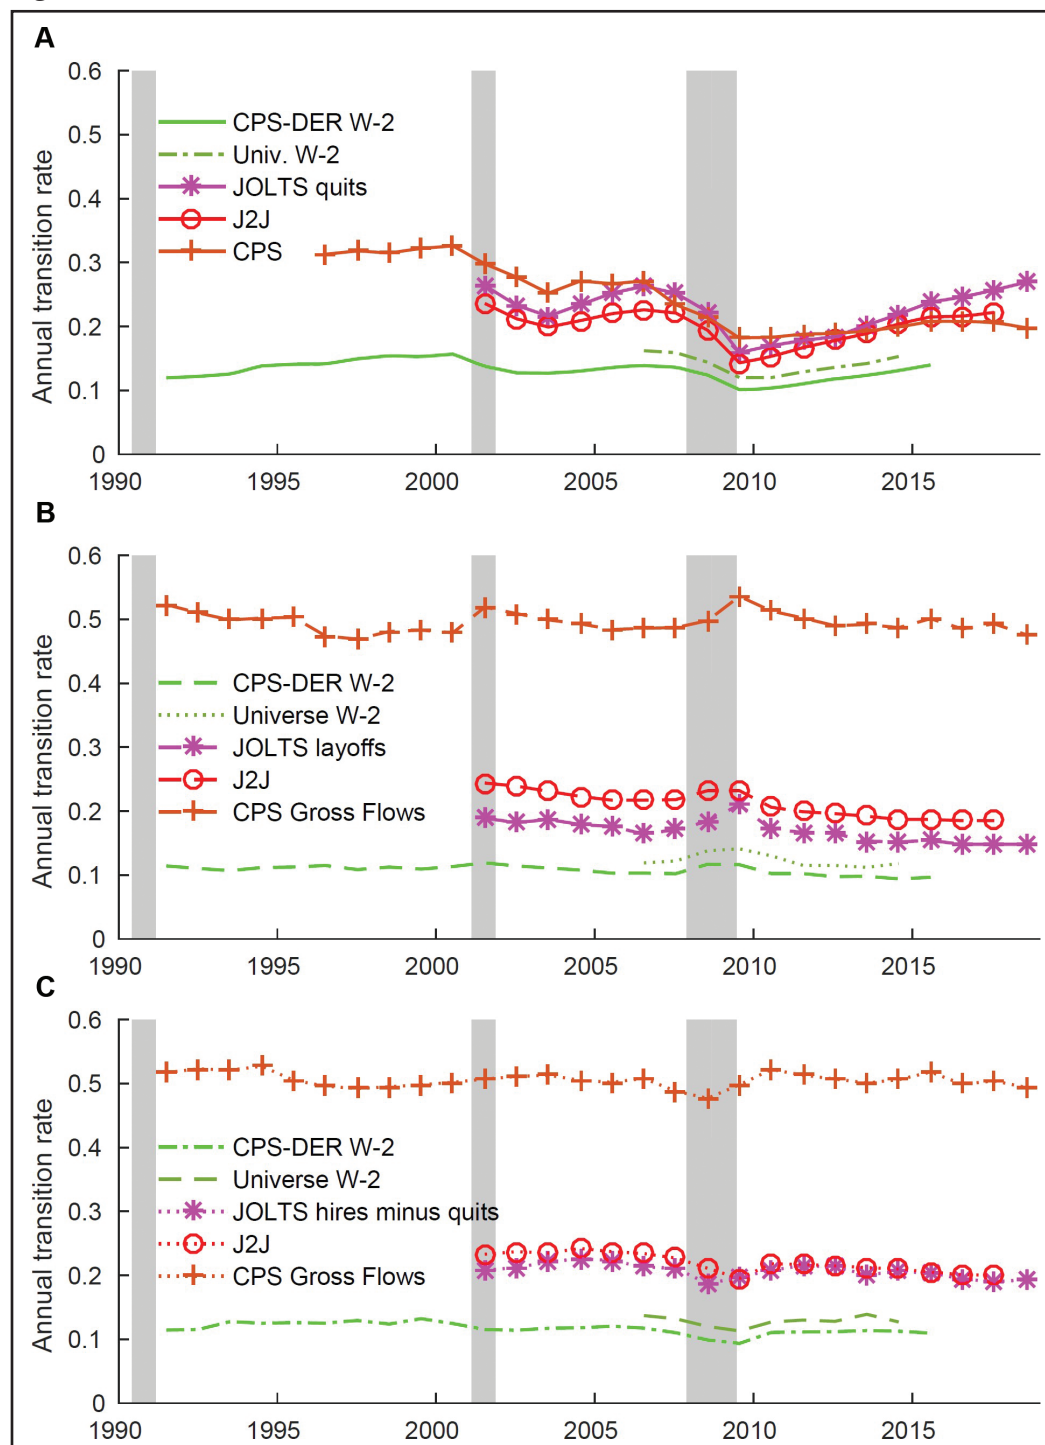 A
Annual transition rate
0.6
0.5
0.4
0.3
0.2
0.1
0
CPS-DER W-2
Univ. W-2
JOLTS quits
J2J
CPS
1990 1995 2000 2005 2010 2015
B
Annual transition rate
0.6
0.5
0.4
0.3
0.2
0.1
0
CPS-DER W-2
Universe W-2
JOLTS layoffs
J2J
CPS Gross Flows
1990 1995 2000 2005 2010 2015
C
Annual transition rate
0.6
0.5
0.4
0.3
0.2
0.1
0
CPS-DER W-2
Universe W-2
JOLTS hires minus quits
J2J
CPS Gross Flows
1990 1995 2000 2005 2010 2015